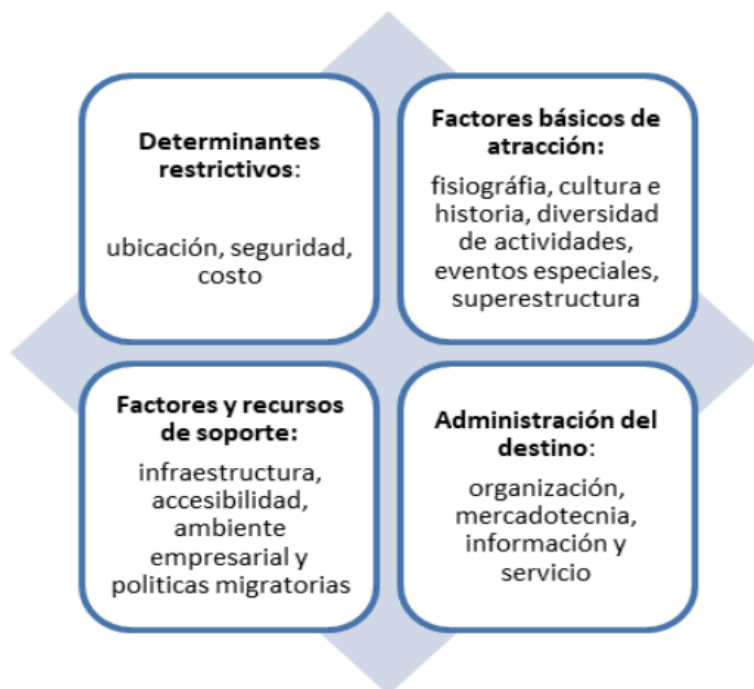 Determinantes
restrictivos:
ubicación, seguridad,
costo
Factores básicos de
atracción:
fisiográfia, cultura e
historia, diversidad
de actividades,
eventos especiales,
superestructura
Factores y recursos
de soporte:
infraestructura,
accesibilidad,
ambiente
empresarial y
politicas migratorias
Administración del
destino:
organización,
mercadotecnia,
información y
servicio